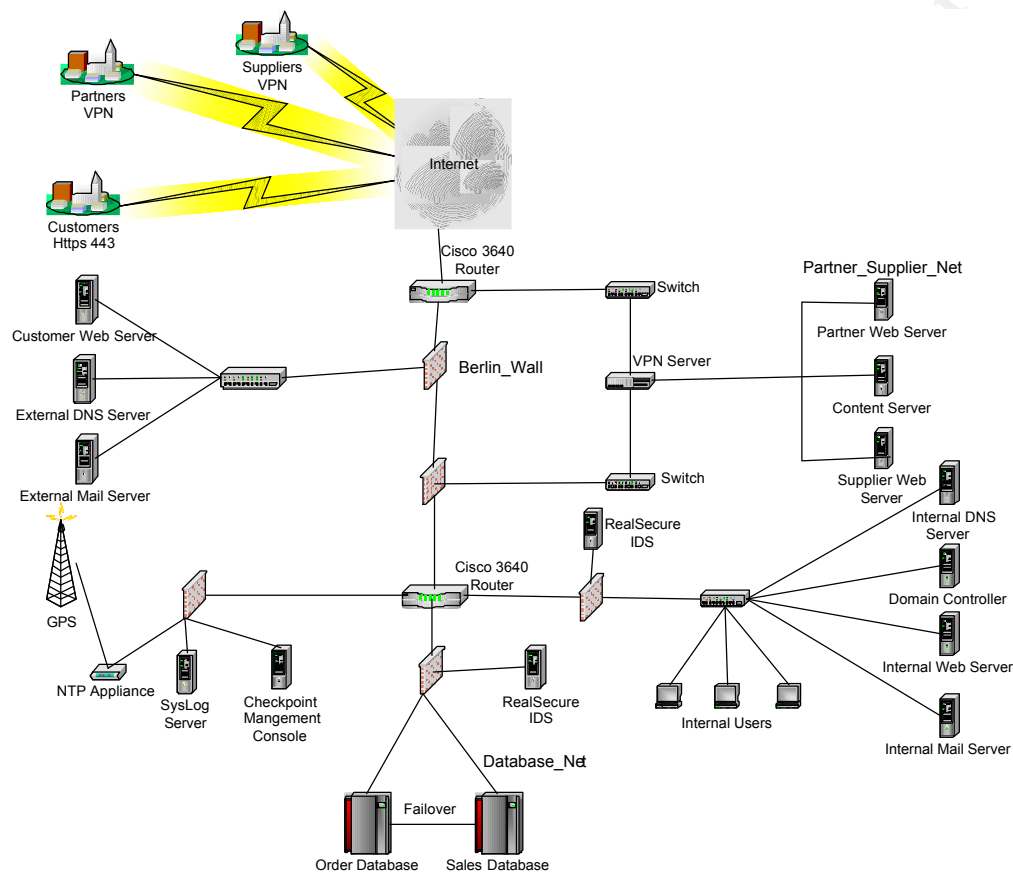 Suppliers
VPN
Partners
VPN
Internet
Customers
Https 443
Cisco 3640
Router
Partner_Supplier_Net
Switch
Customer Web Server
Partner Web Server
Berlin_Wall
VPN Server
External DNS Server
Content Server
External Mail Server
Switch
Supplier Web
Server
RealSecure
IDS
Internal DNS
Server
Cisco 3640
Router
Domain Controller
GPS
NTP Appliance
SysLog
Server
Checkpoint
Mangement
Console
RealSecure
IDS
Internal Users
Internal Web Server
Internal Mail Server
Database_Net
Failover
Order Database
Sales Database